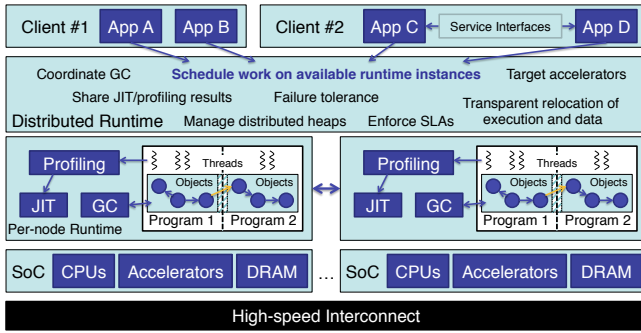 Client #1 App A App B Client #2 App C Service Interfaces App D
Coordinate GC Schedule work on available runtime instances Target accelerators
Share JIT/profiling results Failure tolerance Transparent relocation of
Distributed Runtime Manage distributed heaps Enforce SLAs execution and data
Profiling Threads Profiling Threads
Objects Objects Objects Objects
JIT GC JIT GC
Program 1 Program 2 Program 1 Program 2
Per-node Runtime
SoC CPUs Accelerators DRAM ... SoC CPUs Accelerators DRAM
High-speed Interconnect